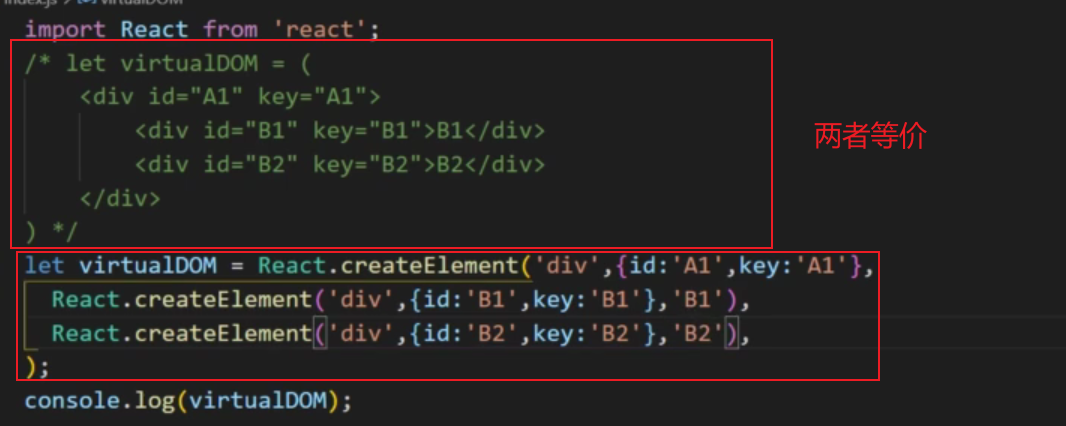 index.js > virtualDOM
import React from 'react';
/* let virtualDOM = (
<div id="A1" key="A1">
<div id="B1" key="B1">B1</div>
<div id="B2" key="B2">B2</div>
</div>
) */
两者等价
let virtualDOM = React.createElement('div',{id:'A1',key:'A1'},
React.createElement('div',{id:'B1',key:'B1'},'B1'),
React.createElement('div',{id:'B2',key:'B2'},'B2'),
);
console.log(virtualDOM);